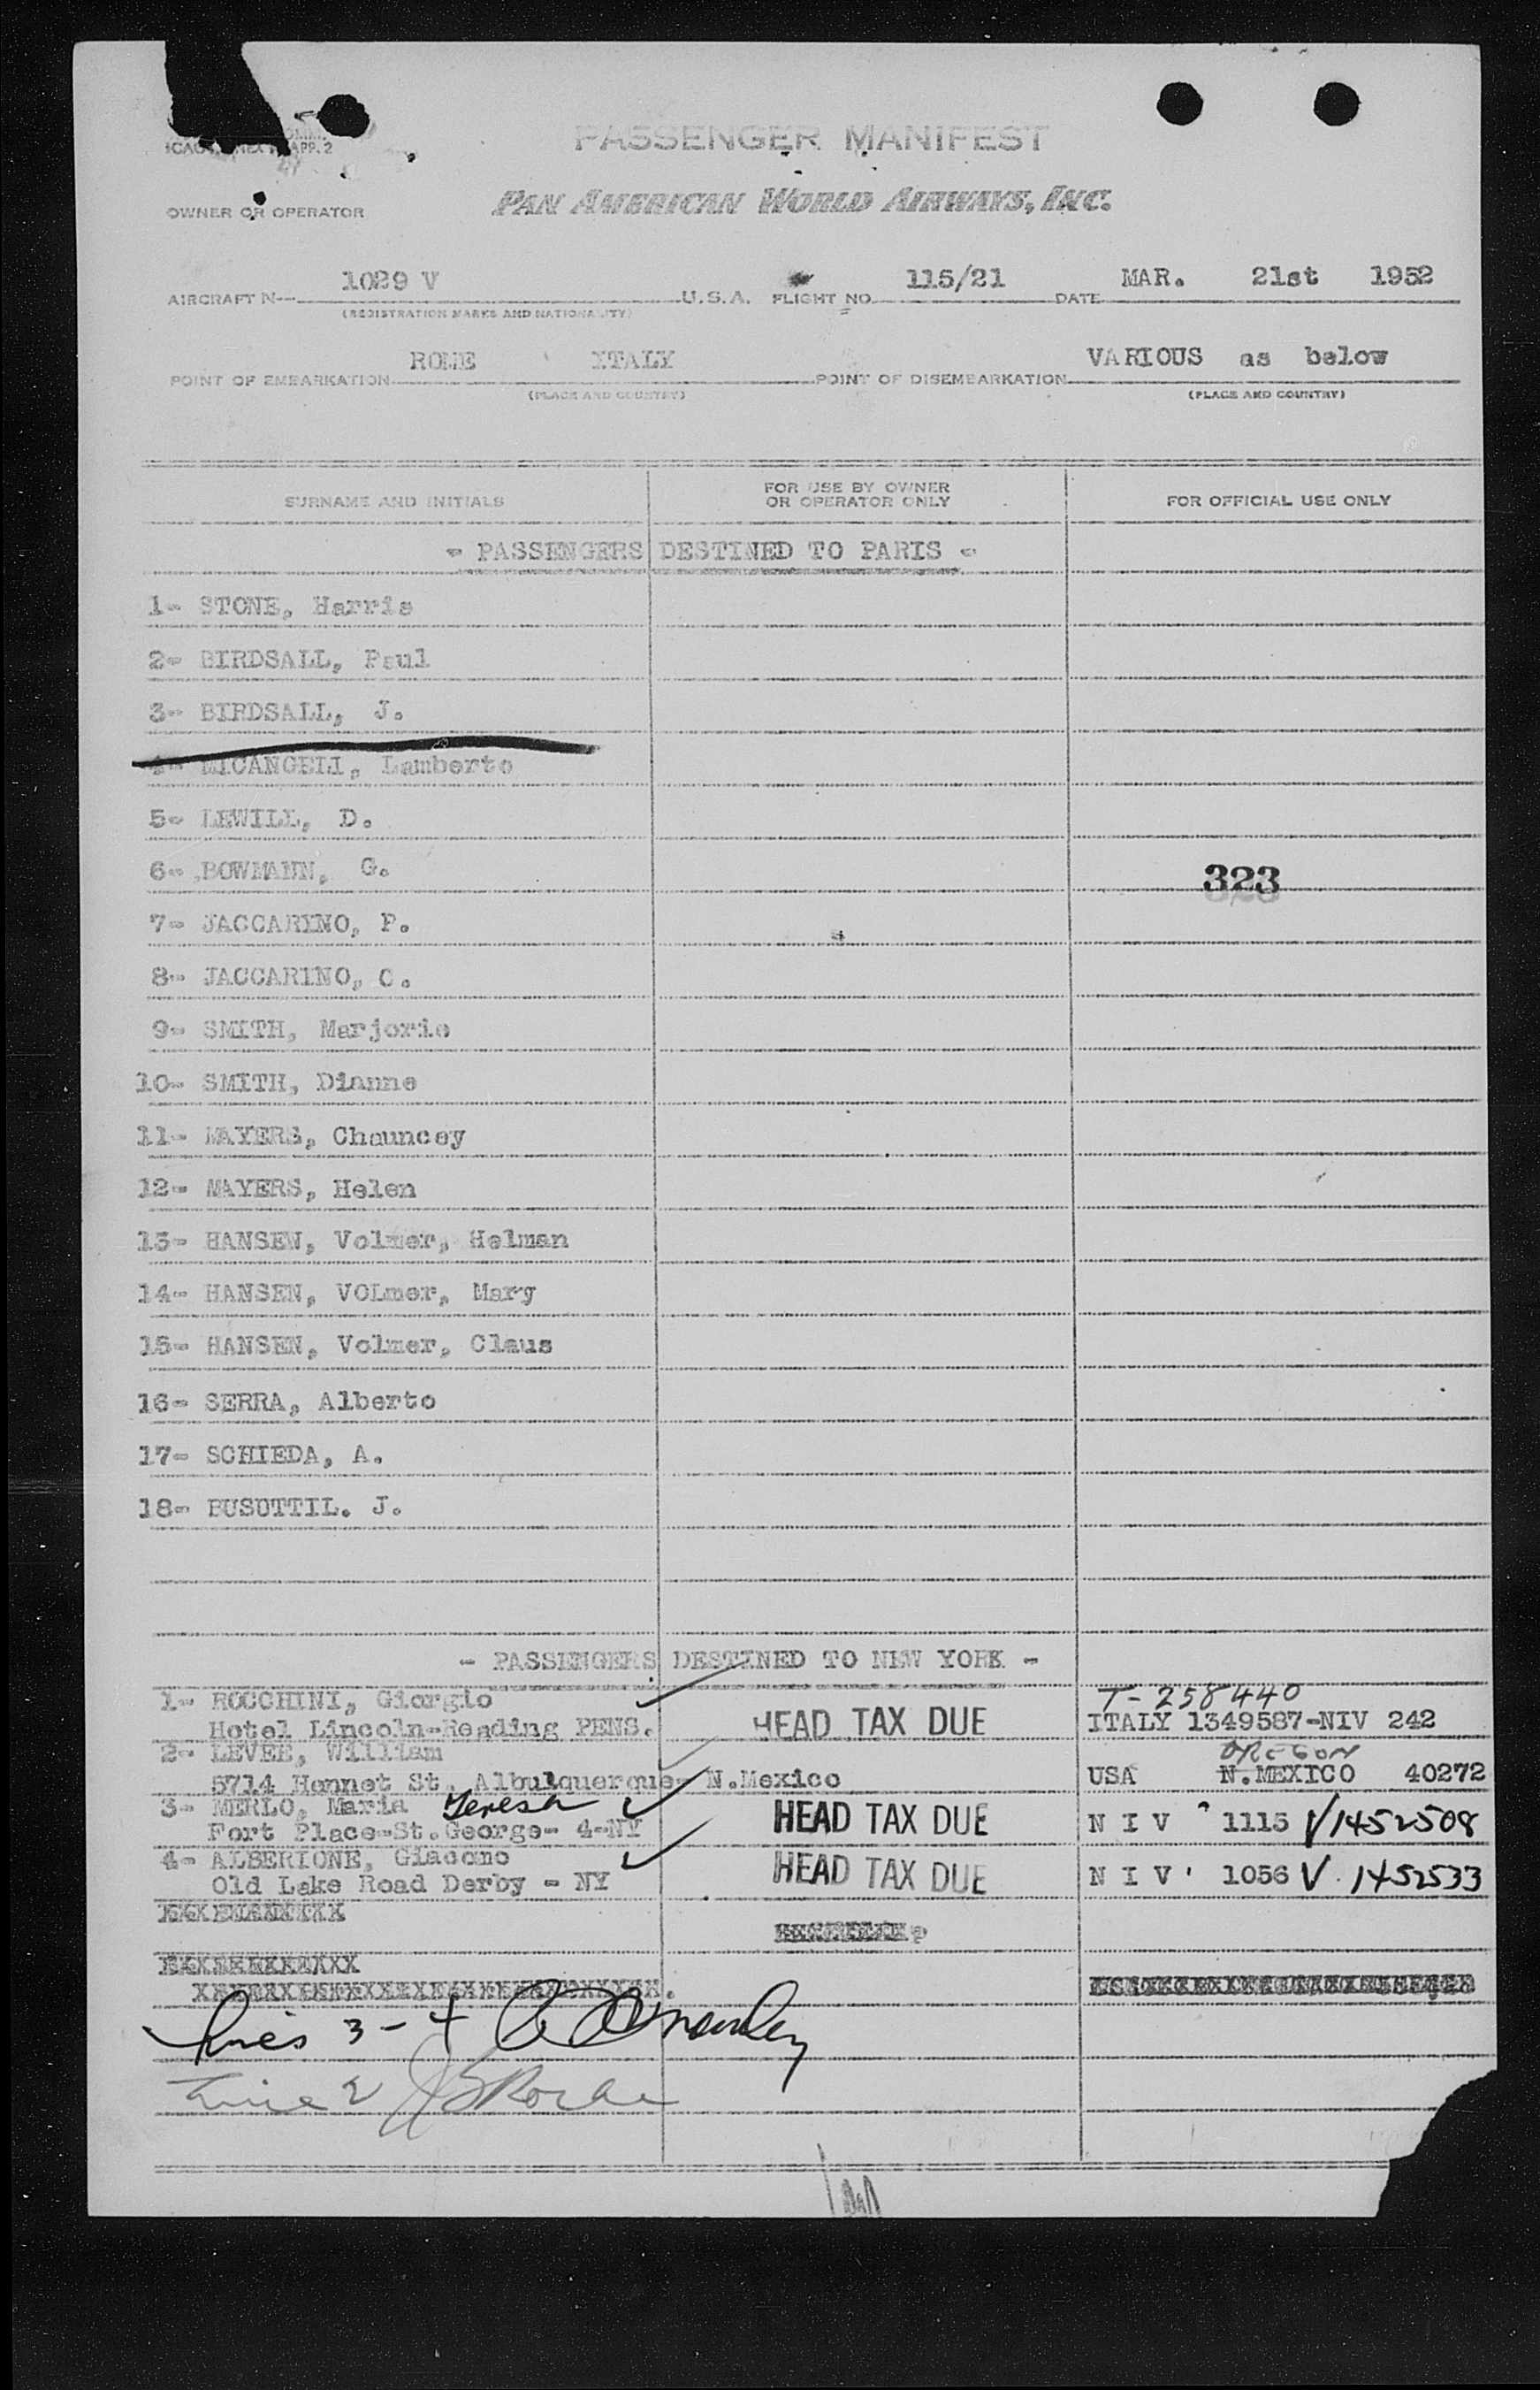 APP. 2
PASSENGER MANIFEST
OWNER OR OPERATOR PAN AMERICAN WORLD AIRWAYS, INC.
AIRCRAFT N- 1029 V U.S.A. FLIGHT NO. 115/21 DATE MAR. 21st 1952
(REGISTRATION MARKS AND NATIONALITY)
POINT OF EMBARKATION ROME ITALY POINT OF DISEMBARKATION VARIOUS as below
(PLACE AND COUNTRY) (PLACE AND COUNTRY)
SURNAME AND INITIALS FOR USE BY OWNER OR OPERATOR ONLY FOR OFFICIAL USE ONLY
- PASSENGERS DESTINED TO PARIS -
1- STONE, Harris
2- BIRDSALL, Paul
3- BIRDSALL, J.
4- MICANGELI, Lamberto
5- LEWILL, D.
6- BOWMANN, G. 323
7- JACCARINO, P.
8- JACCARINO, C.
9- SMITH, Marjorie
10- SMITH, Dianne
11- MAYERS, Chauncey
12- MAYERS, Helen
13- HANSEN, Volmer, Helman
14- HANSEN, VOLmer, Mary
15- HANSEN, Volmer, Claus
16- SERRA, Alberto
17- SCHIEDA, A.
18- BUSUTTIL. J.
- PASSENGERS DESTINED TO NEW YORK -
1- ROCCHINI, Giorgio T-258440
Hotel Lincoln-Reading PENS. HEAD TAX DUE ITALY 1349587-NIV 242
2- LEVEE, William OREGON
5714 Hennet St. Albulquerque- N.Mexico USA N.MEXICO 40272
3- MERLO, Maria Teresa
Fort Place-St.George- 4-NY HEAD TAX DUE N I V 1115 √1452508
4- ALBERIONE, Giacomo
Old Lake Road Derby - NY HEAD TAX DUE N I V 1056 √ 1452533
lines 3-4
Line 2